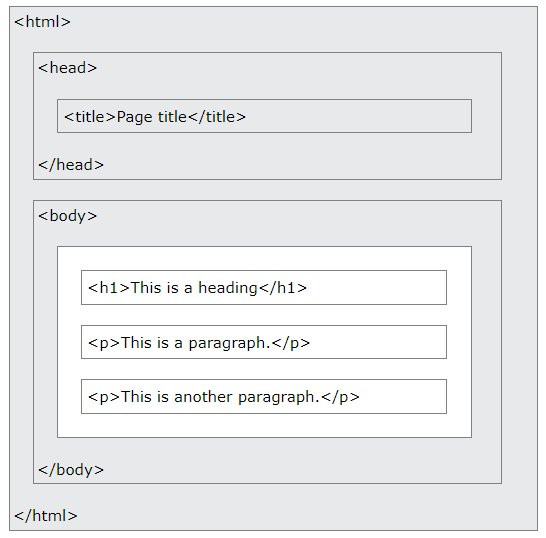 <html>
<head>
<title>Page title</title>
</head>
<body>
<h1>This is a heading</h1>
<p>This is a paragraph.</p>
<p>This is another paragraph.</p>
</body>
</html>